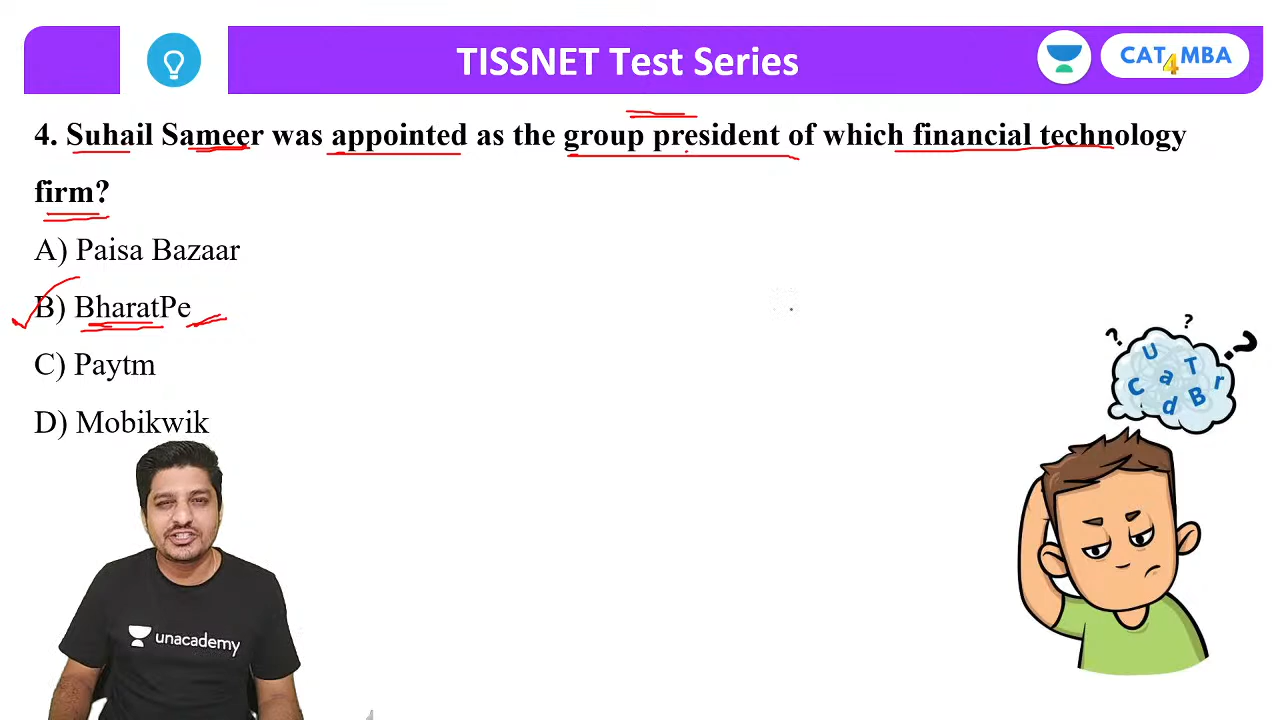 TISSNET Test Series
CAT4MBA
4. Suhail Sameer was appointed as the group president of which financial technology
firm?
A) Paisa Bazaar
B) BharatPe
C) Paytm
D) Mobikwik
? ? ?
U T r
C a B
d
unacademy